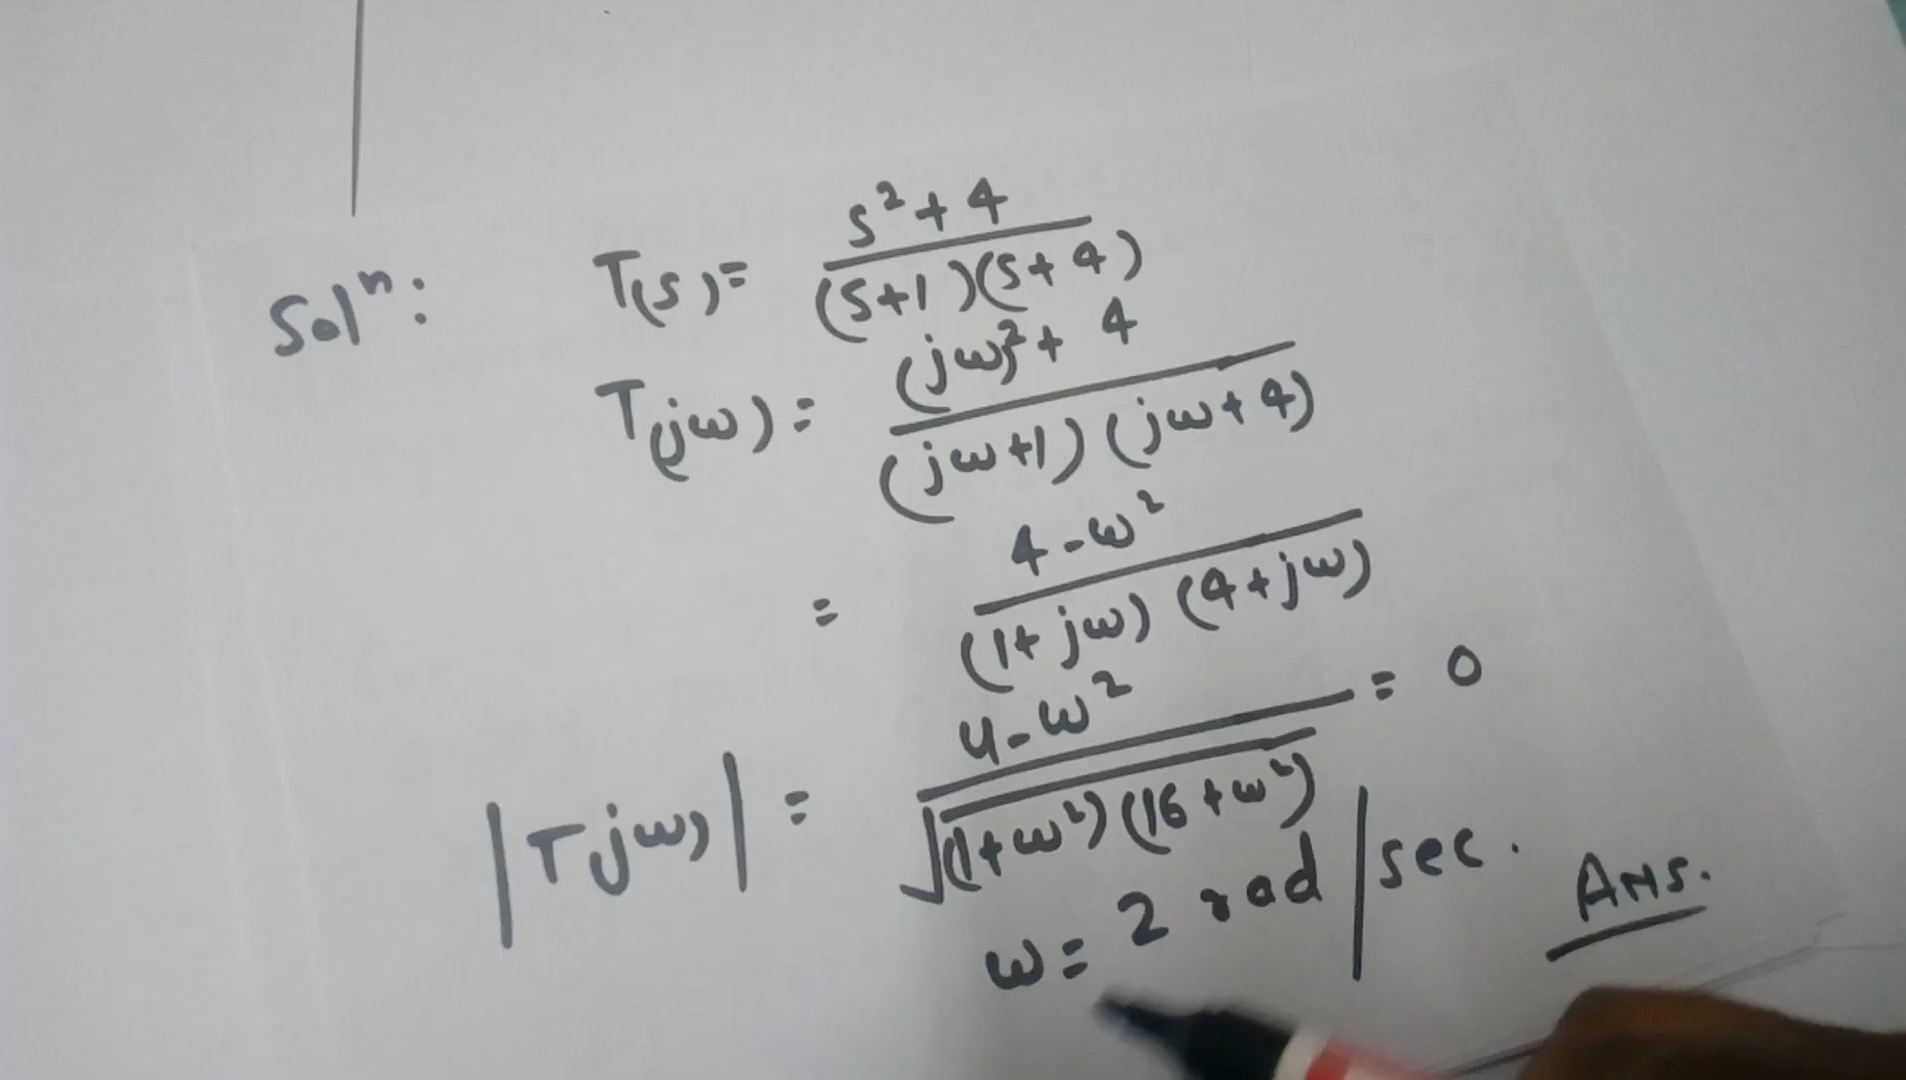 Solⁿ: T(s) = (s² + 4) / ((s+1)(s+4))
T(jω) = ((jω)² + 4) / ((jω+1)(jω+4))
= (4-ω²) / ((1+jω)(4+jω))
|T(jω)| = (4-ω²) / √((1+ω²)(16+ω²)) = 0
ω = 2 rad/sec. Ans.